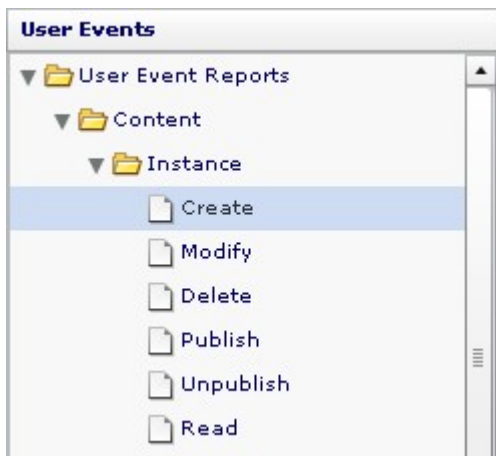 User Events
User Event Reports
Content
Instance
Create
Modify
Delete
Publish
Unpublish
Read